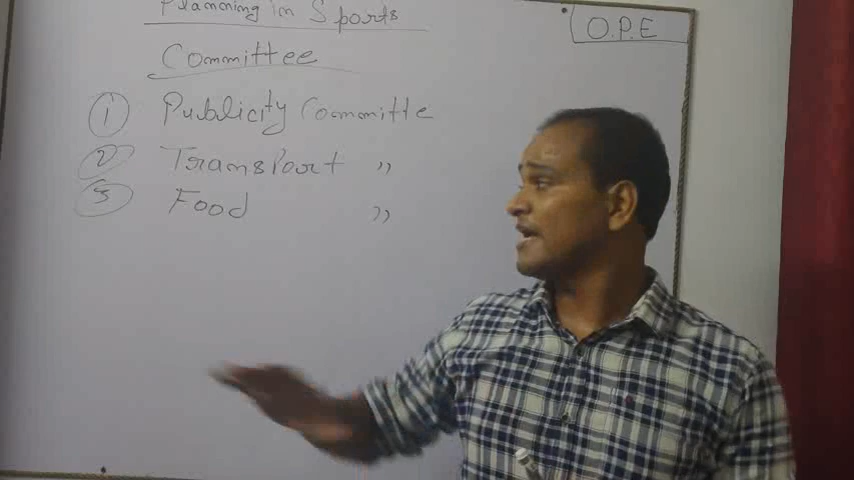 Planning in Sports
O.P.E
Committee
1 Publicity Committe
2 Transport "
3 Food "